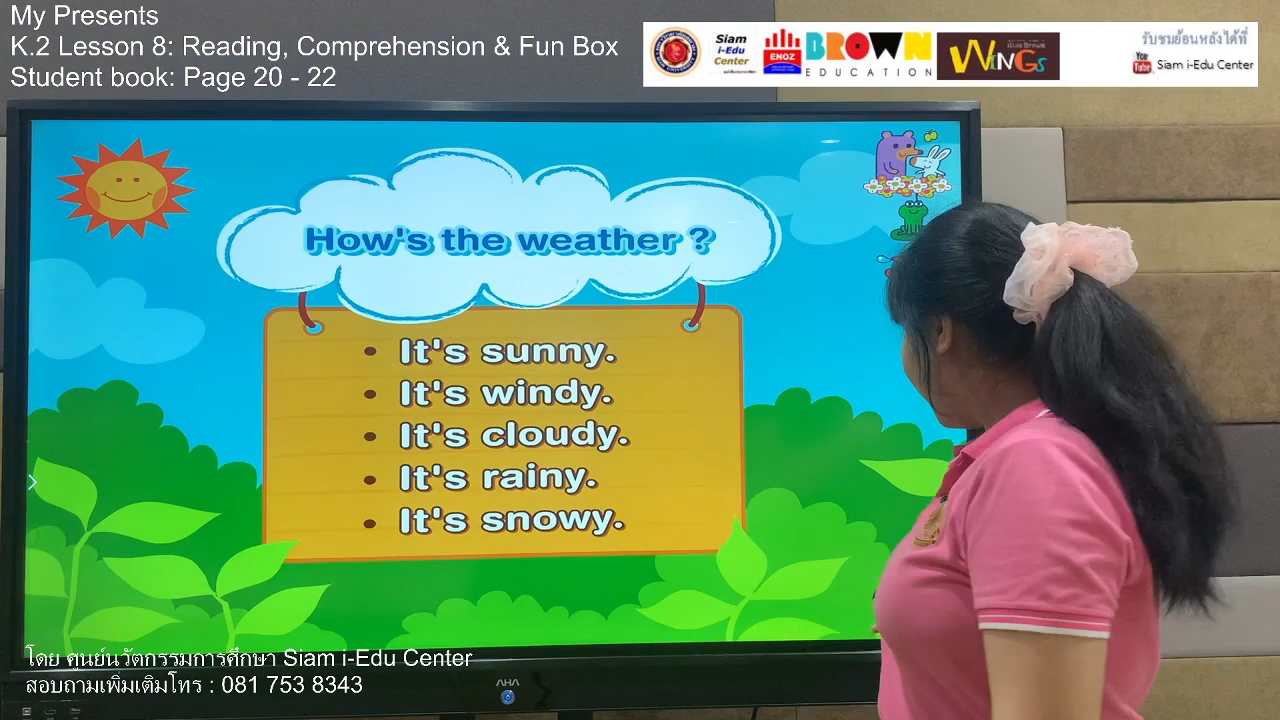 My Presents
K.2 Lesson 8: Reading, Comprehension & Fun Box
Student book: Page 20 - 22
Siam
i-Edu
Center
ENOZ
BROWN
EDUCATION
WINGS
รับชมย้อนหลังได้ที่
You
Tube
Siam i-Edu Center
How's the weather ?
• It's sunny.
• It's windy.
• It's cloudy.
• It's rainy.
• It's snowy.
โดย ศูนย์นวัตกรรมการศึกษา Siam i-Edu Center
สอบถามเพิ่มเติมโทร : 081 753 8343
AHA